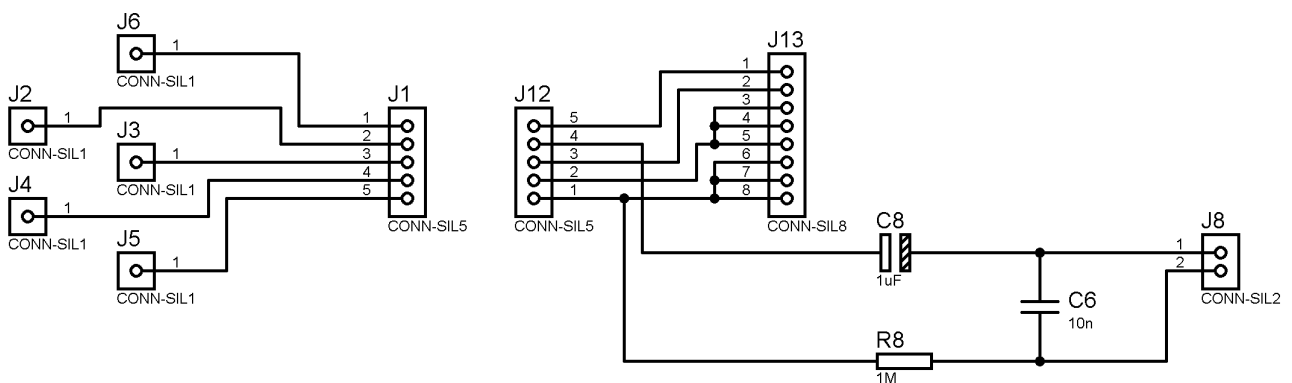 J6
1
CONN-SIL1
J2
1
CONN-SIL1
J3
1
CONN-SIL1
J4
1
CONN-SIL1
J5
1
CONN-SIL1
J1
1
2
3
4
5
CONN-SIL5
J12
5
4
3
2
1
CONN-SIL5
J13
1
2
3
4
5
6
7
8
CONN-SIL8
C8
1uF
C6
10n
R8
1M
J8
1
2
CONN-SIL2